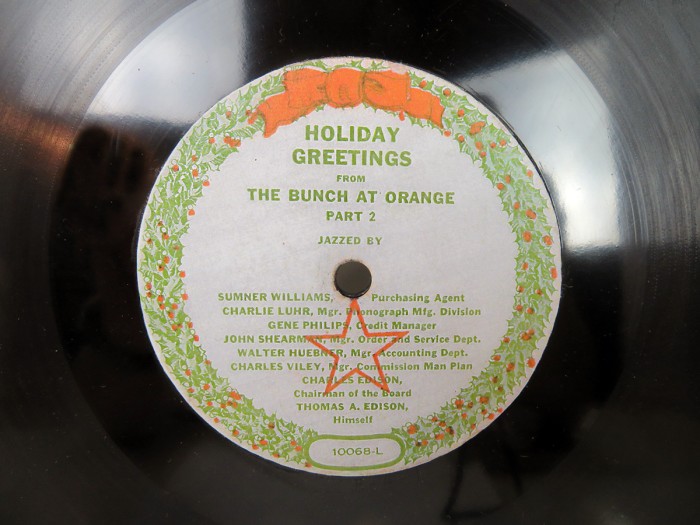 HOLIDAY
GREETINGS
FROM
THE BUNCH AT ORANGE
PART 2
JAZZED BY
SUMNER WILLIAMS, Purchasing Agent
CHARLIE LUHR, Mgr. Phonograph Mfg. Division
GENE PHILIPS, Credit Manager
JOHN SHEARMAN, Mgr. Order and Service Dept.
WALTER HUEBNER, Mgr. Accounting Dept.
CHARLES VILEY, Mgr. Commission Man Plan
CHARLES EDISON,
Chairman of the Board
THOMAS A. EDISON,
Himself
10068-L